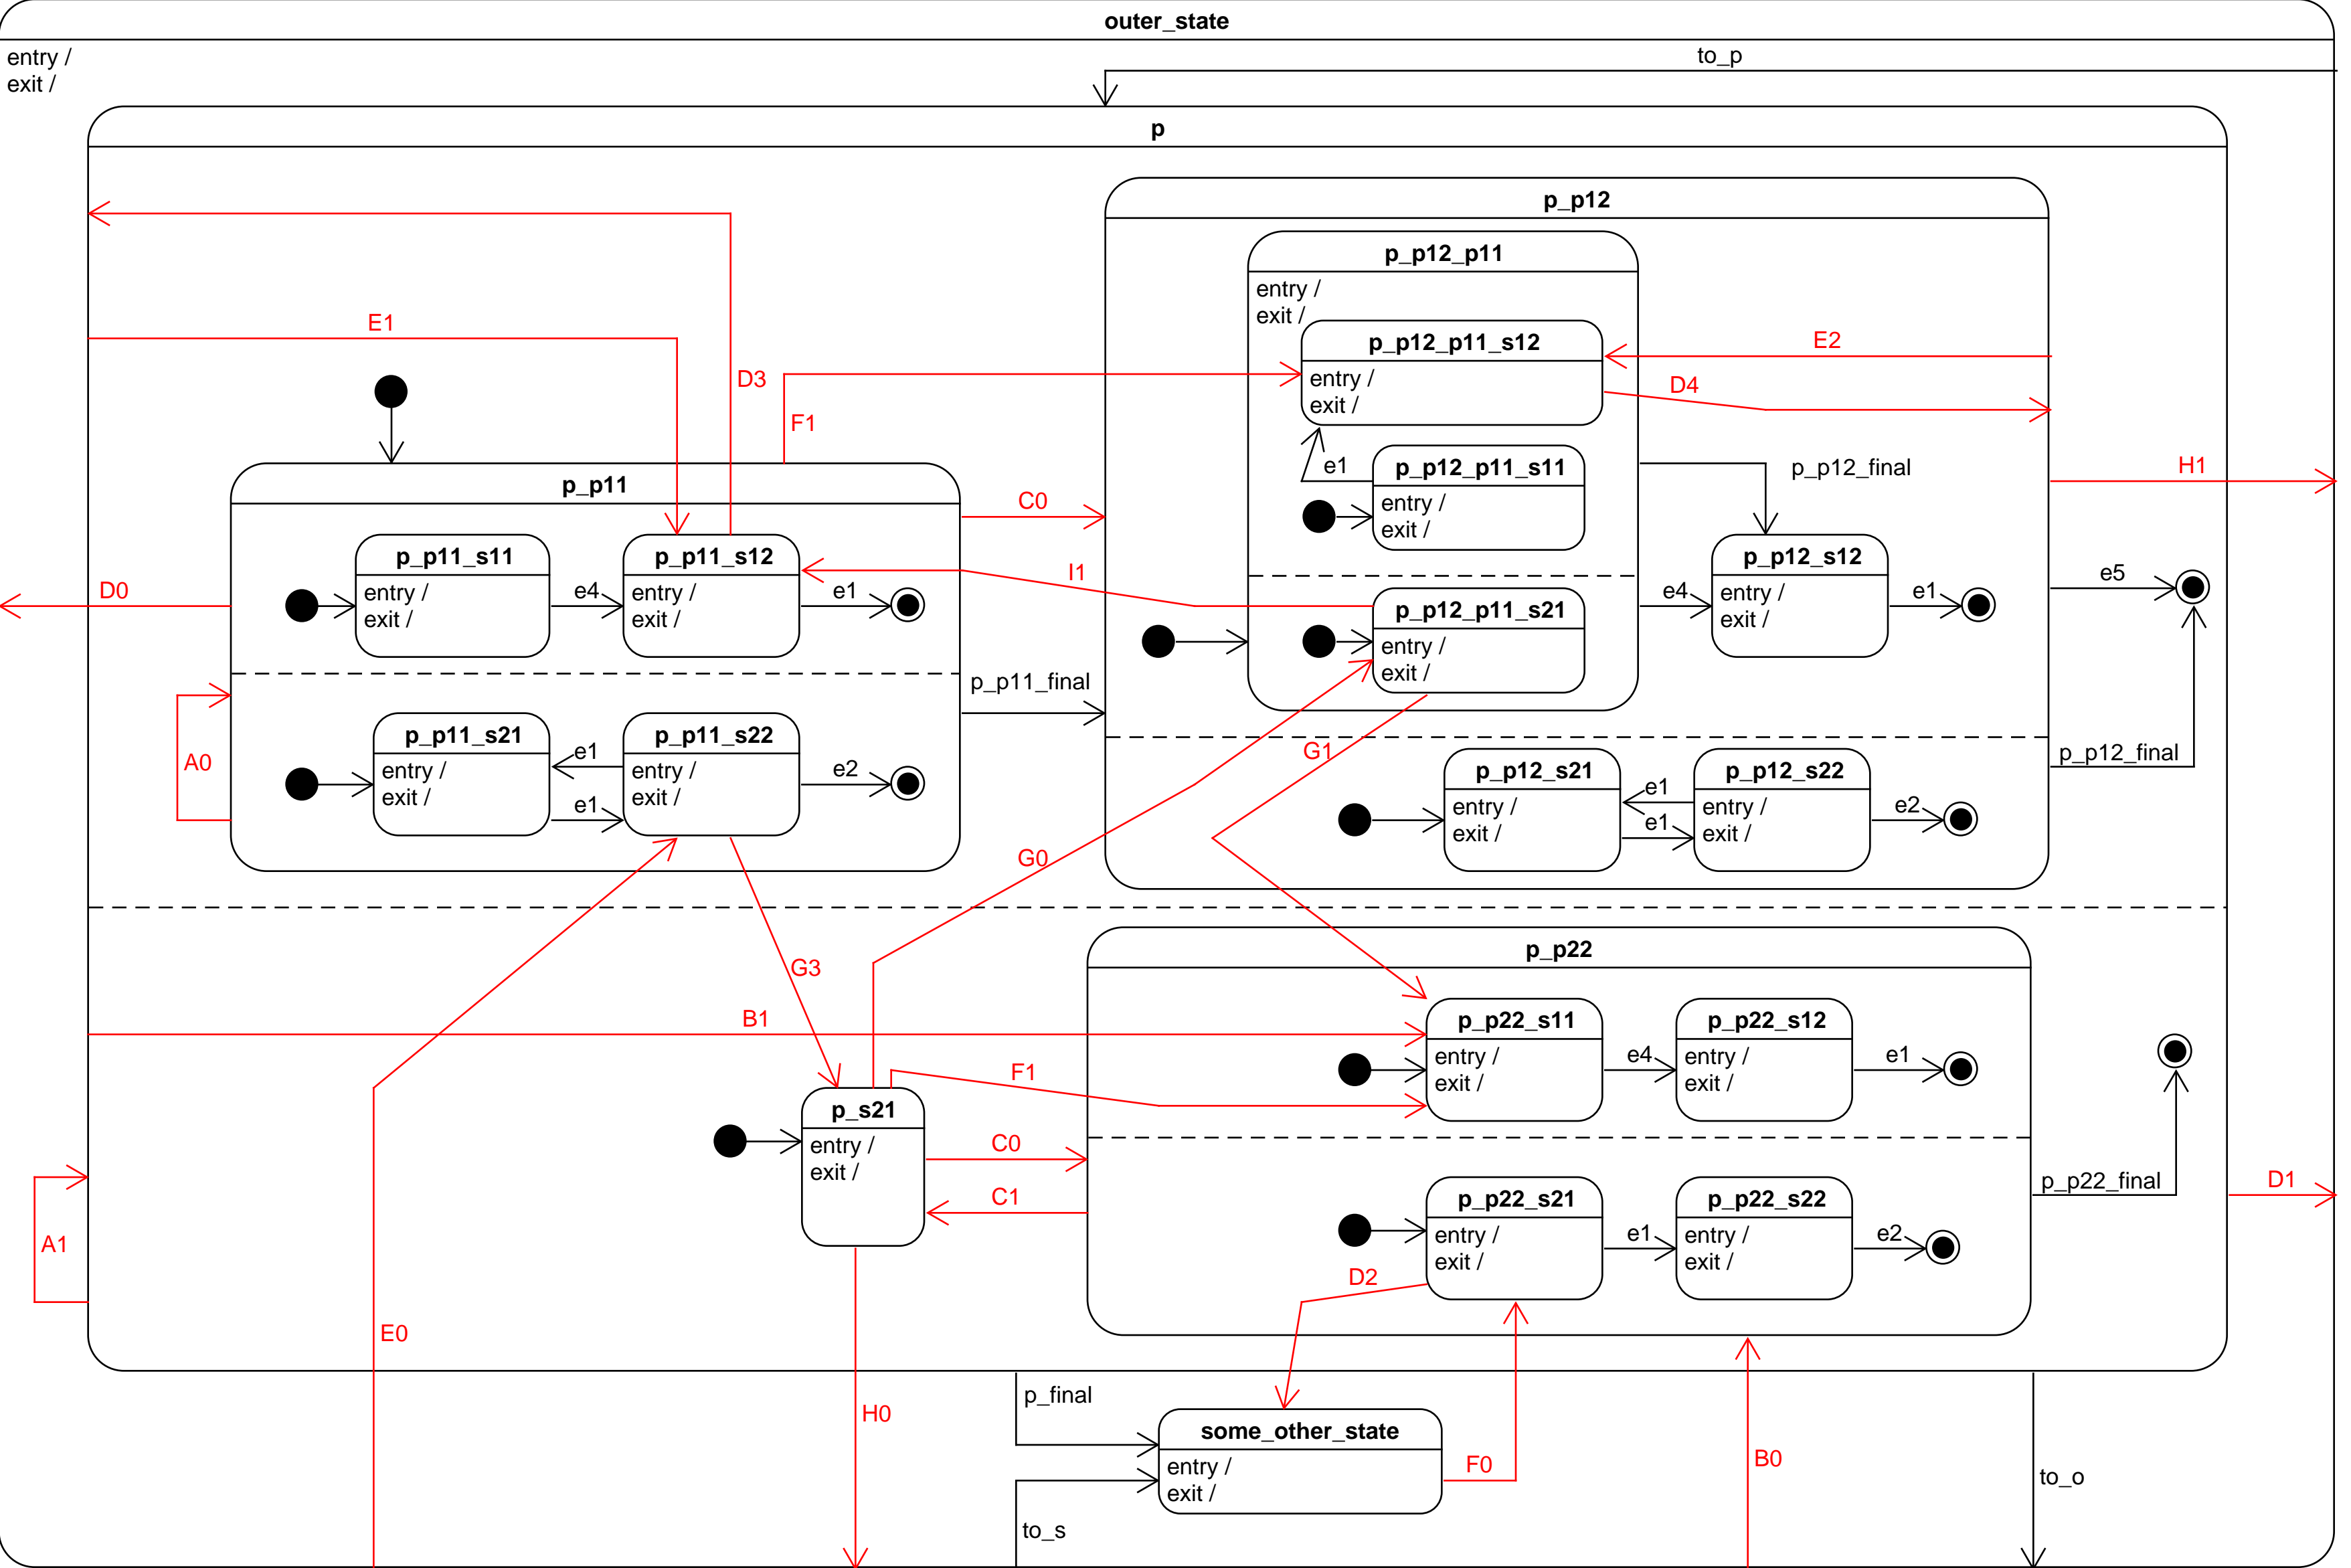 outer_state
entry /
exit /
to_p
p
p_p12
p_p12_p11
entry /
exit /
E1
p_p12_p11_s12
entry /
exit /
E2
D4
D3
F1
e1
p_p12_p11_s11
entry /
exit /
p_p12_final
H1
p_p11
C0
p_p11_s11
entry /
exit /
e4
p_p11_s12
entry /
exit /
e1
I1
D0
p_p12_p11_s21
entry /
exit /
e4
p_p12_s12
entry /
exit /
e1
e5
p_p11_final
A0
p_p11_s21
entry /
exit /
e1
e1
p_p11_s22
entry /
exit /
e2
G1
p_p12_final
p_p12_s21
entry /
exit /
e1
e1
p_p12_s22
entry /
exit /
e2
G0
G3
p_p22
B1
p_p22_s11
entry /
exit /
e4
p_p22_s12
entry /
exit /
e1
F1
p_s21
entry /
exit /
C0
C1
p_p22_s21
entry /
exit /
e1
p_p22_s22
entry /
exit /
e2
p_p22_final
D1
A1
D2
E0
p_final
H0
some_other_state
entry /
exit /
F0
B0
to_o
to_s